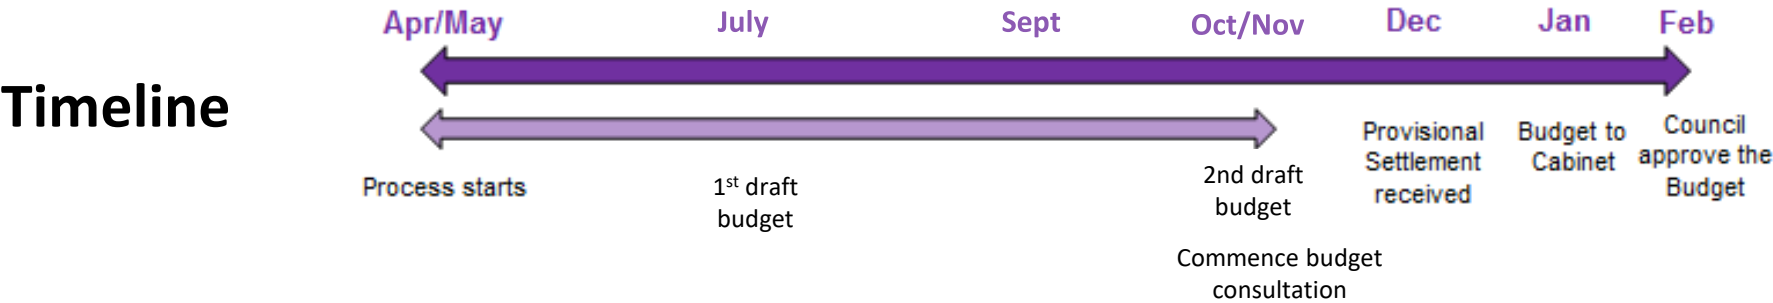 Apr/May July Sept Oct/Nov Dec Jan Feb
Timeline
Process starts
1st draft
budget
2nd draft
budget
Commence budget
consultation
Provisional
Settlement
received
Budget to
Cabinet
Council
approve the
Budget